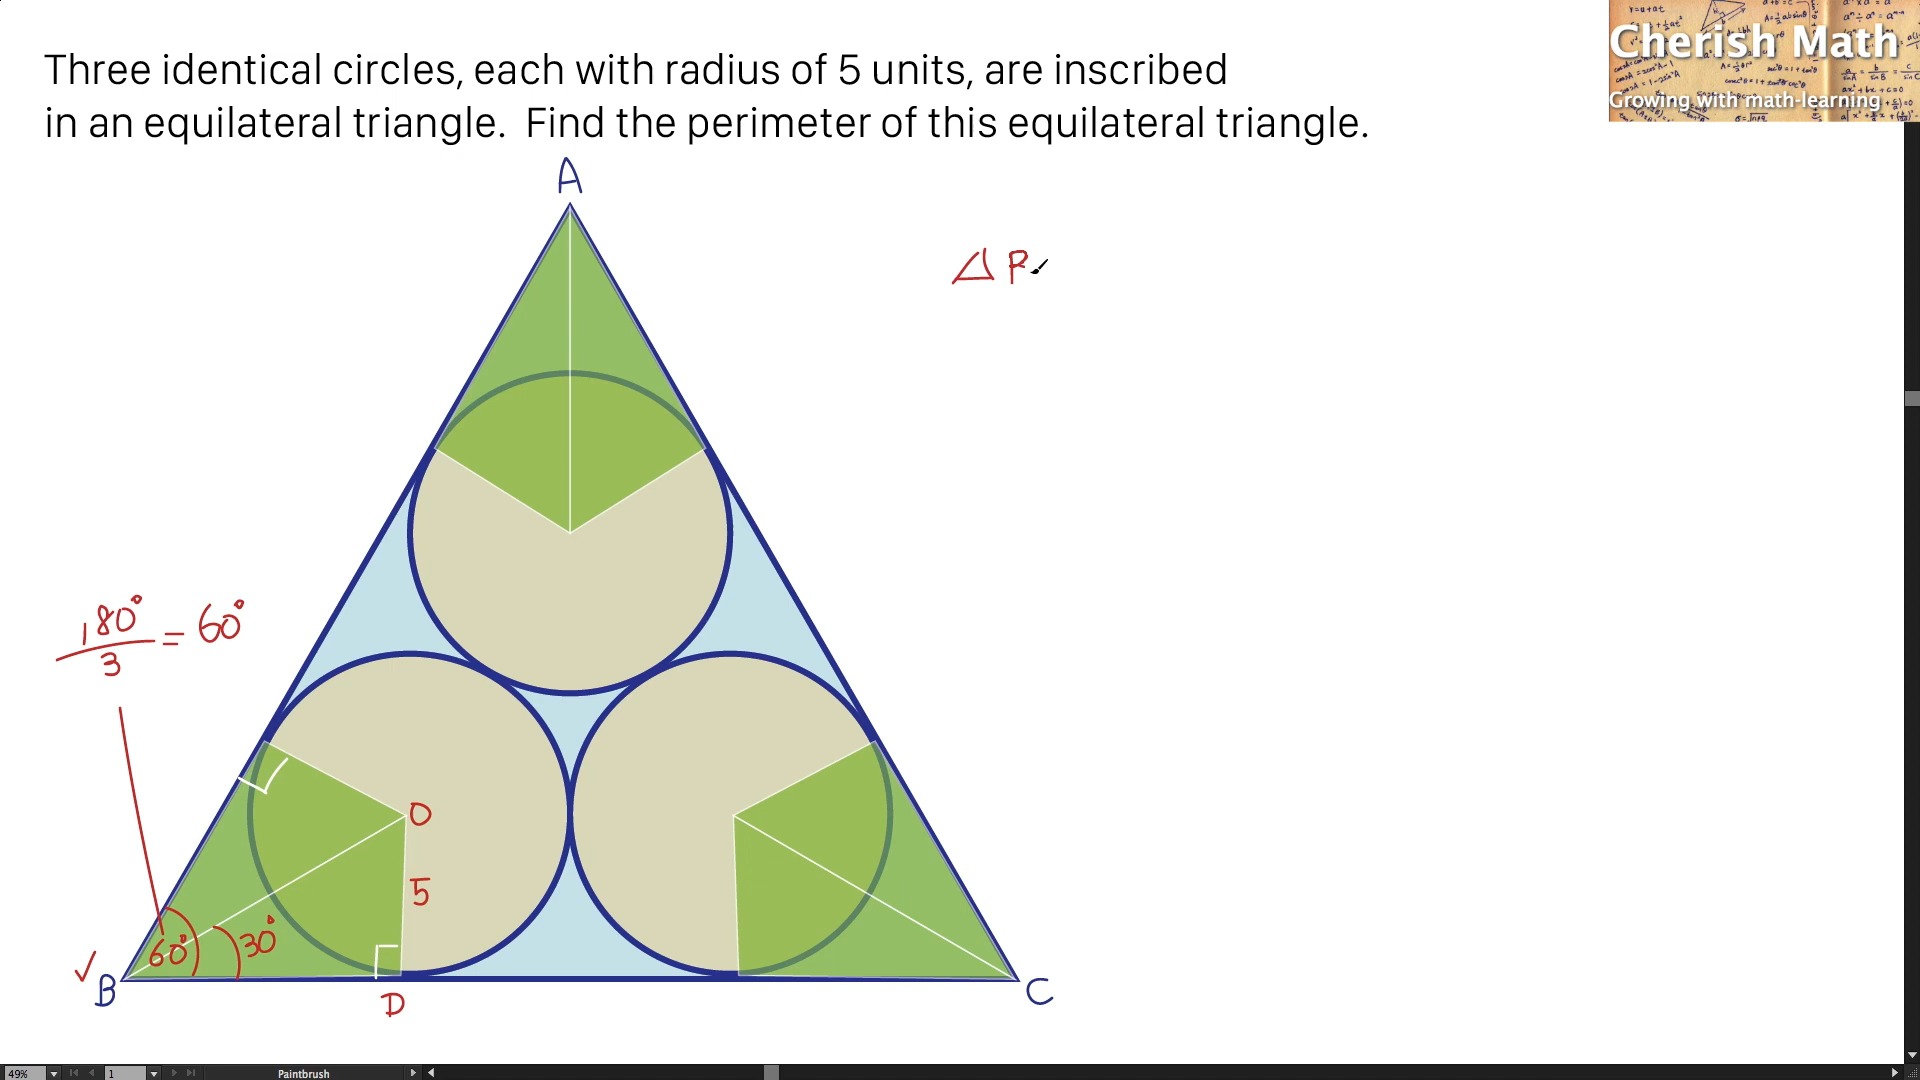 Three identical circles, each with radius of 5 units, are inscribed
in an equilateral triangle. Find the perimeter of this equilateral triangle.
Cherish Math
Growing with math-learning
A
△
180°
3
= 60°
O
5
60°
30°
✓
B
D
C
49%
1
Paintbrush